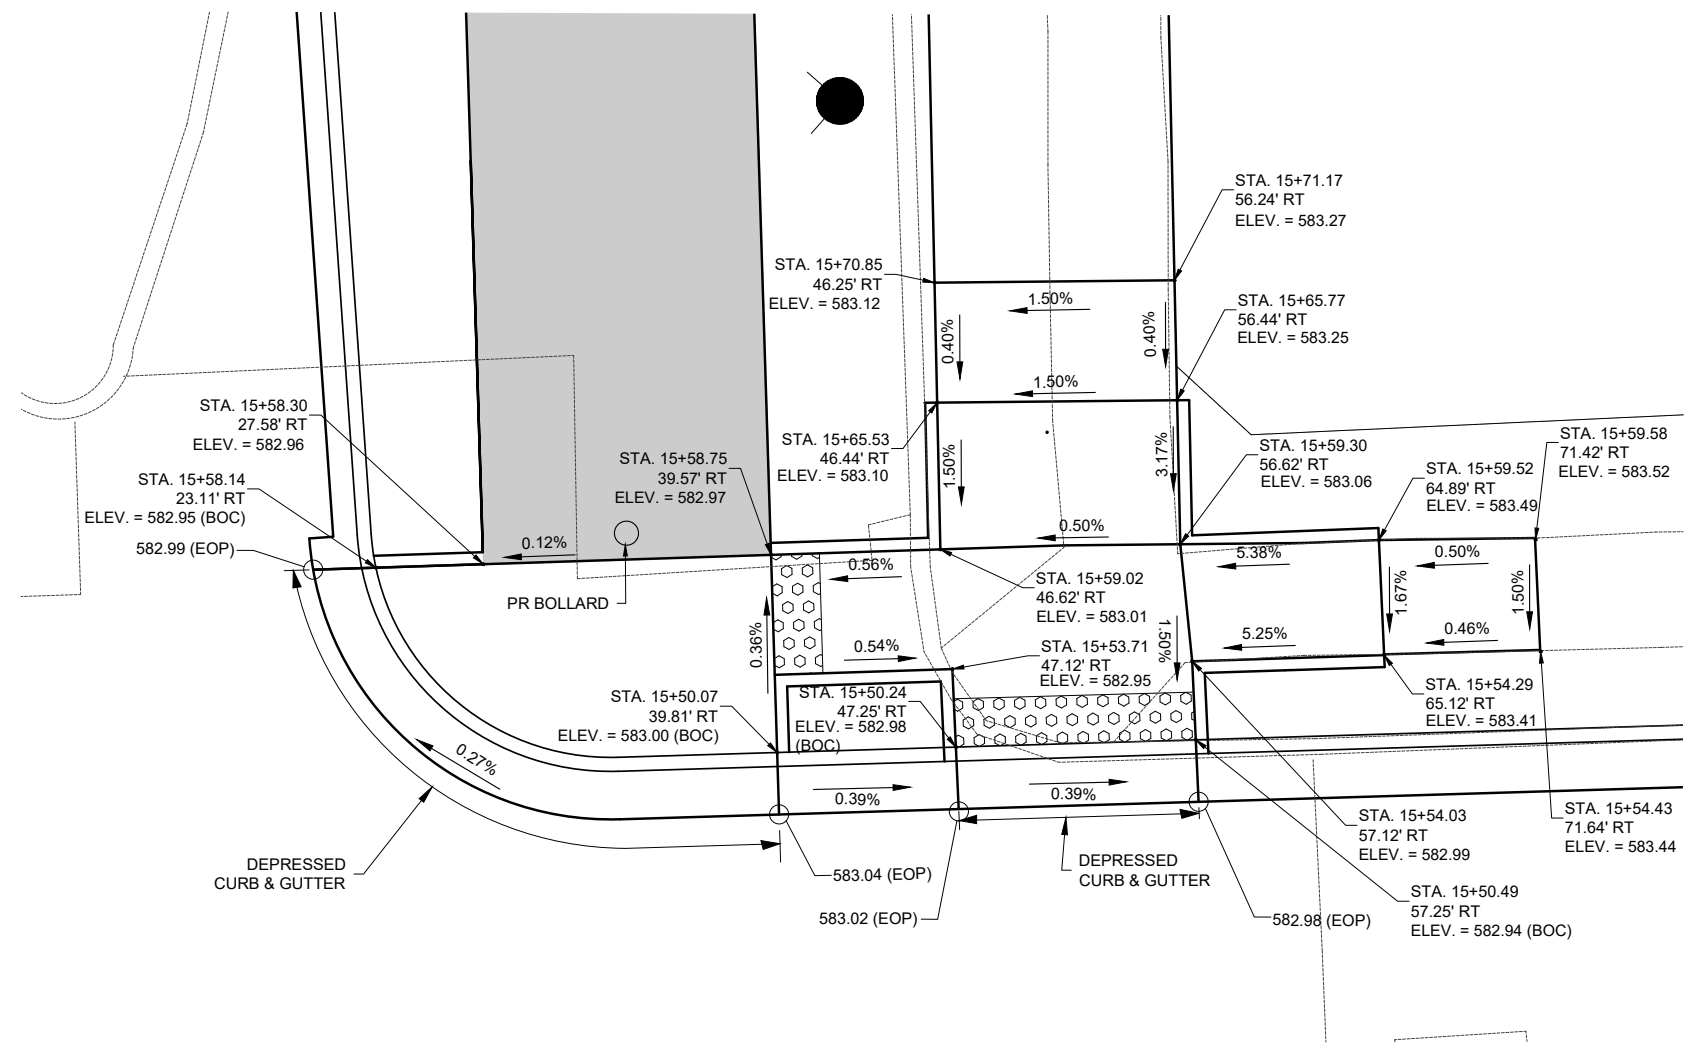 STA. 15+71.17
56.24' RT
ELEV. = 583.27
STA. 15+70.85
46.25' RT
ELEV. = 583.12
1.50%
0.40%
0.40%
STA. 15+65.77
56.44' RT
ELEV. = 583.25
1.50%
STA. 15+58.30
27.58' RT
ELEV. = 582.96
STA. 15+65.53
46.44' RT
ELEV. = 583.10
1.50%
3.17%
STA. 15+58.75
39.57' RT
ELEV. = 582.97
STA. 15+59.30
56.62' RT
ELEV. = 583.06
STA. 15+59.58
71.42' RT
ELEV. = 583.52
STA. 15+59.52
64.89' RT
ELEV. = 583.49
STA. 15+58.14
23.11' RT
ELEV. = 582.95 (BOC)
582.99 (EOP)
0.12%
0.50%
0.56%
5.38%
0.50%
PR BOLLARD
STA. 15+59.02
46.62' RT
ELEV. = 583.01
1.67%
1.50%
0.36%
0.54%
STA. 15+53.71
47.12' RT
ELEV. = 582.95
1.50%
5.25%
0.46%
STA. 15+50.07
39.81' RT
ELEV. = 583.00 (BOC)
STA. 15+50.24
47.25' RT
ELEV. = 582.98
(BOC)
STA. 15+54.29
65.12' RT
ELEV. = 583.41
0.27%
0.39%
0.39%
STA. 15+54.03
57.12' RT
ELEV. = 582.99
STA. 15+54.43
71.64' RT
ELEV. = 583.44
DEPRESSED
CURB & GUTTER
583.04 (EOP)
DEPRESSED
CURB & GUTTER
583.02 (EOP)
582.98 (EOP)
STA. 15+50.49
57.25' RT
ELEV. = 582.94 (BOC)